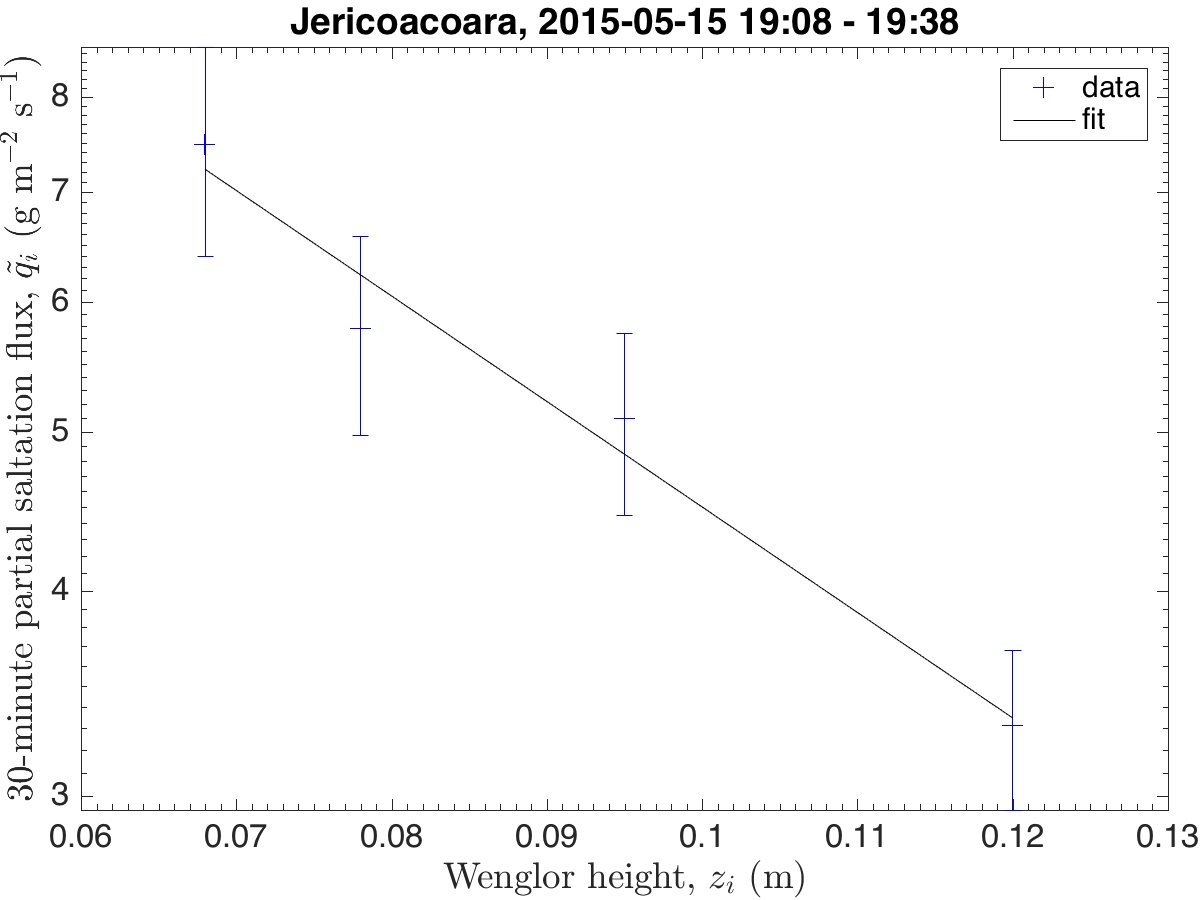 Jericoacoara, 2015-05-15 19:08 - 19:38
30-minute partial saltation flux, q̃ᵢ (g m⁻² s⁻¹)
8
7
6
5
4
3
data
fit
0.06 0.07 0.08 0.09 0.1 0.11 0.12 0.13
Wenglor height, zᵢ (m)